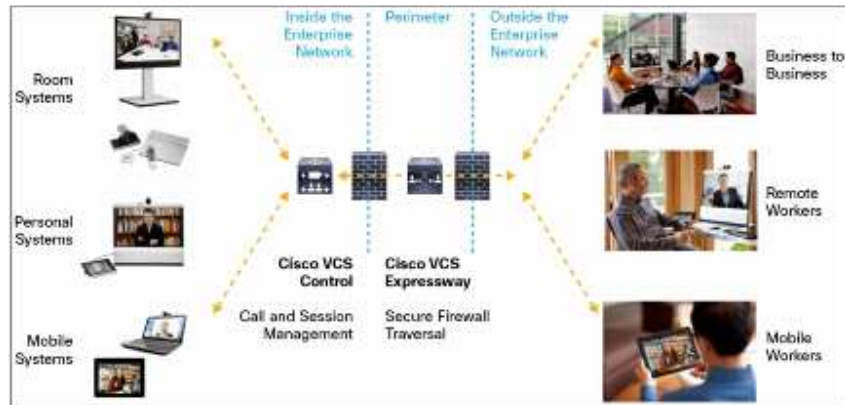 Inside the
Enterprise
Network
Perimeter
Outside the
Enterprise
Network
Room
Systems
Business to
Business
Personal
Systems
Remote
Workers
Cisco VCS
Control
Cisco VCS
Expressway
Call and Session
Management
Secure Firewall
Traversal
Mobile
Systems
Mobile
Workers